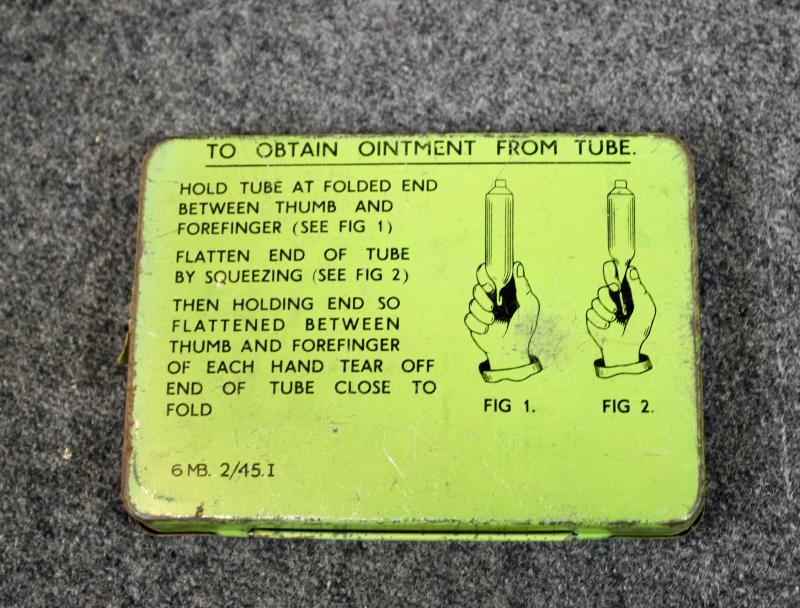 TO OBTAIN OINTMENT FROM TUBE.
HOLD TUBE AT FOLDED END
BETWEEN THUMB AND
FOREFINGER (SEE FIG 1)
FLATTEN END OF TUBE
BY SQUEEZING (SEE FIG 2)
THEN HOLDING END SO
FLATTENED BETWEEN
THUMB AND FOREFINGER
OF EACH HAND TEAR OFF
END OF TUBE CLOSE TO
FOLD
FIG 1.
FIG 2.
6 MB. 2/45. I